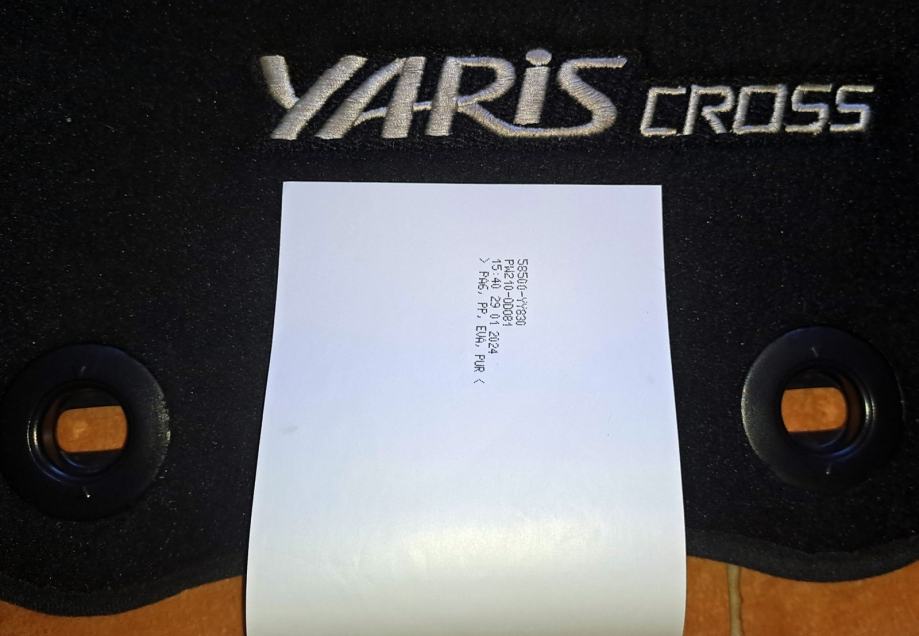 YARiS CROSS
58500-YY830
PW210-0D081
15:40 29 01 2024
> PA6, PP, EVA, PUR <